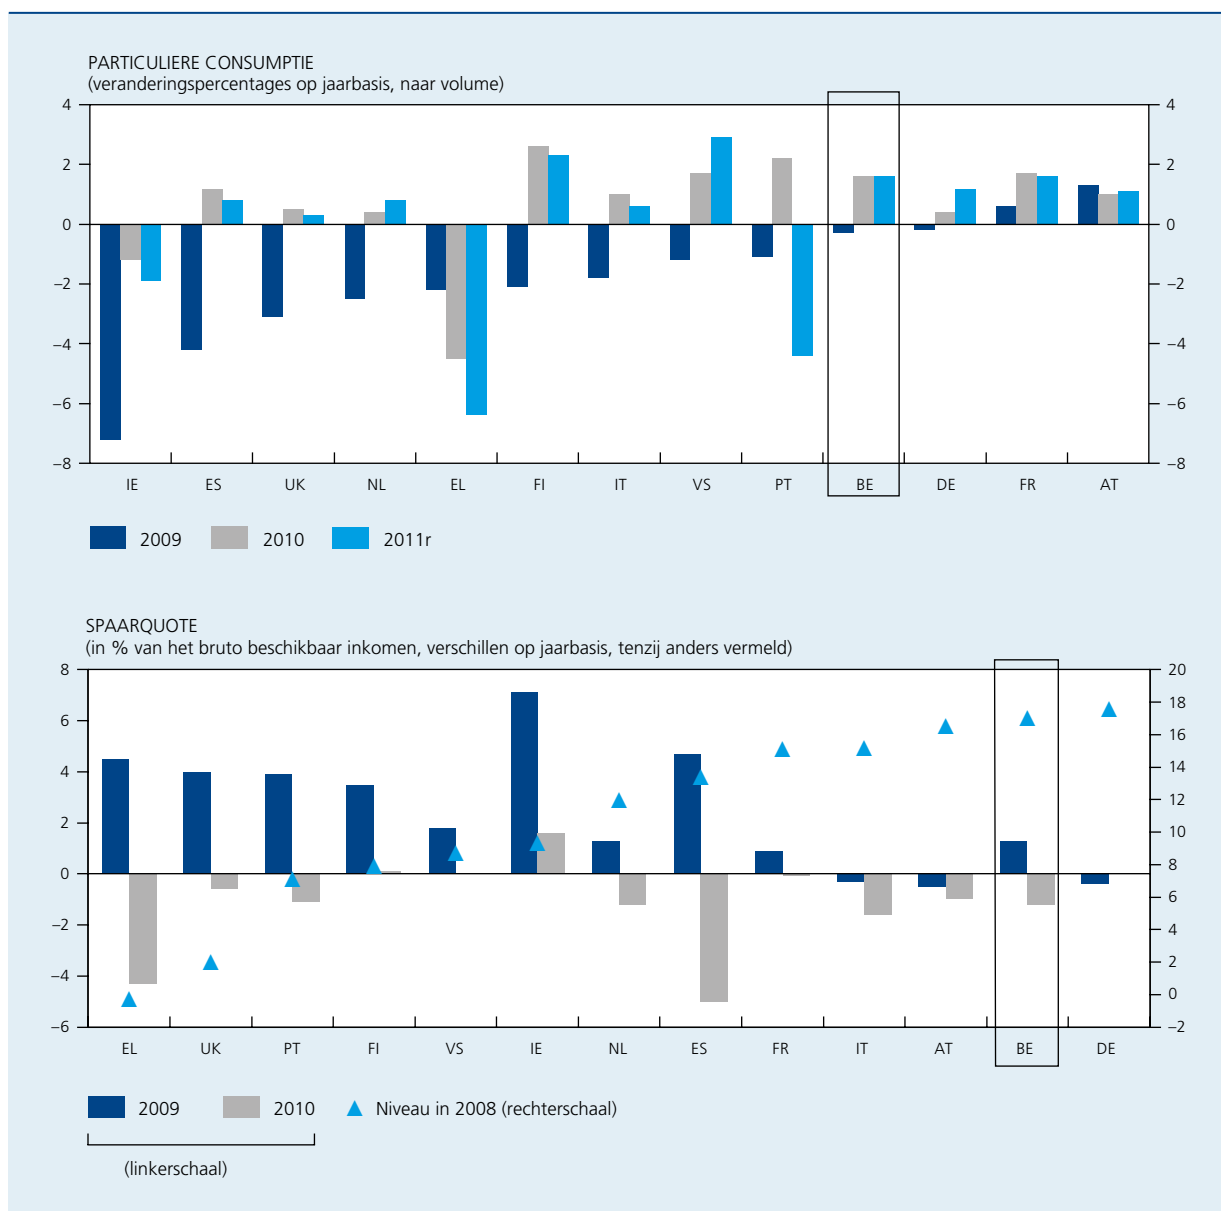 PARTICULIERE CONSUMPTIE
(veranderingspercentages op jaarbasis, naar volume)
4 4
2 2
0 0
−2 −2
−4 −4
−6 −6
−8 −8
IE ES UK NL EL FI IT VS PT BE DE FR AT
2009 2010 2011r
SPAARQUOTE
(in % van het bruto beschikbaar inkomen, verschillen op jaarbasis, tenzij anders vermeld)
8 20
18
6 16
4 14
12
2 10
8
0 6
−2 4
2
−4 0
−6 −2
EL UK PT FI VS IE NL ES FR IT AT BE DE
2009 2010 Niveau in 2008 (rechterschaal)
(linkerschaal)